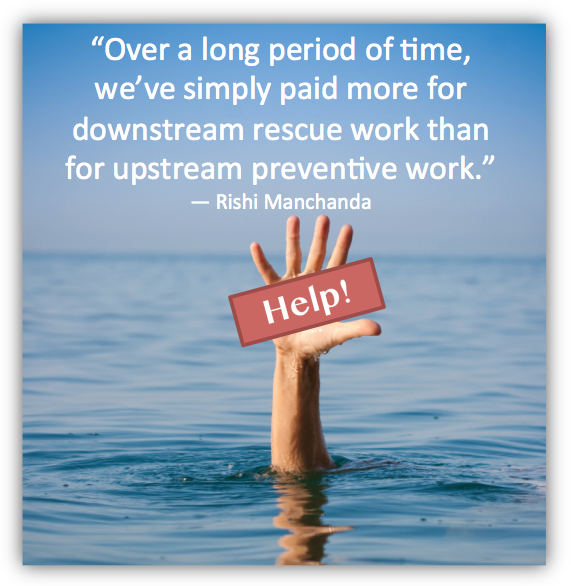 “Over a long period of time,
we’ve simply paid more for
downstream rescue work than
for upstream preventive work.”
— Rishi Manchanda
Help!